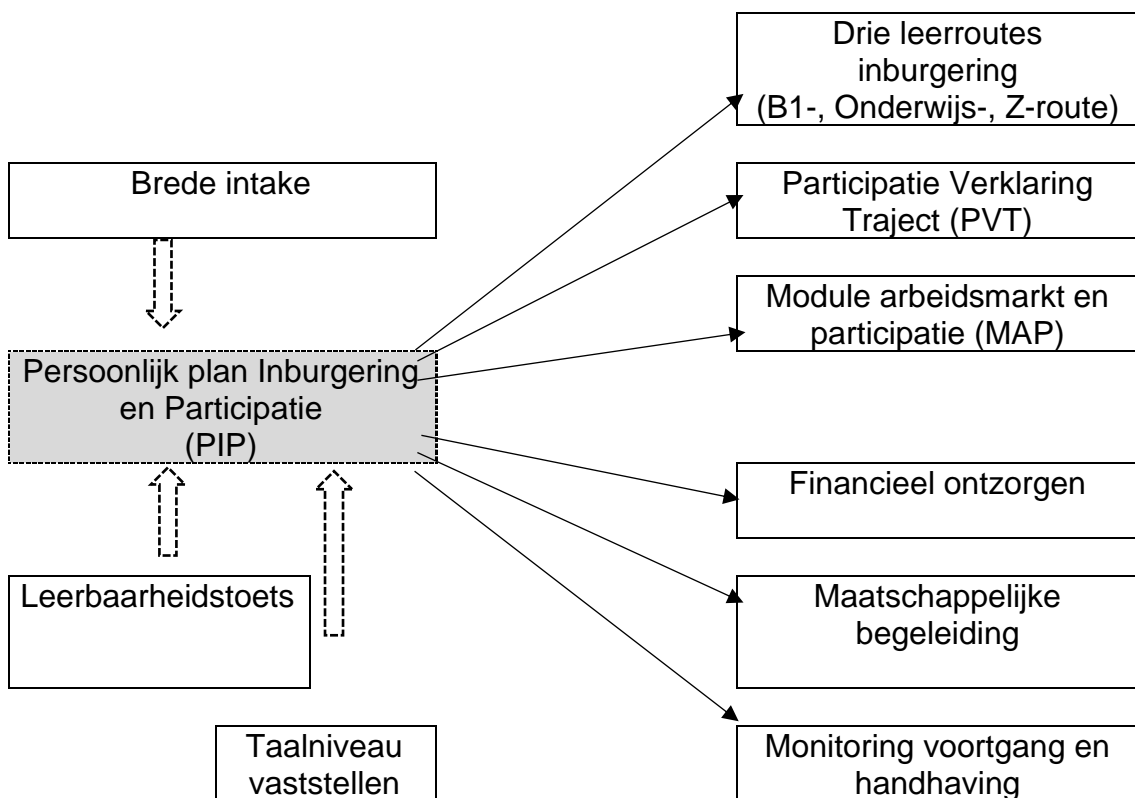 Brede intake
Persoonlijk plan Inburgering
en Participatie
(PIP)
Leerbaarheidstoets
Taalniveau
vaststellen
Drie leerroutes
inburgering
(B1-, Onderwijs-, Z-route)
Participatie Verklaring
Traject (PVT)
Module arbeidsmarkt en
participatie (MAP)
Financieel ontzorgen
Maatschappelijke
begeleiding
Monitoring voortgang en
handhaving